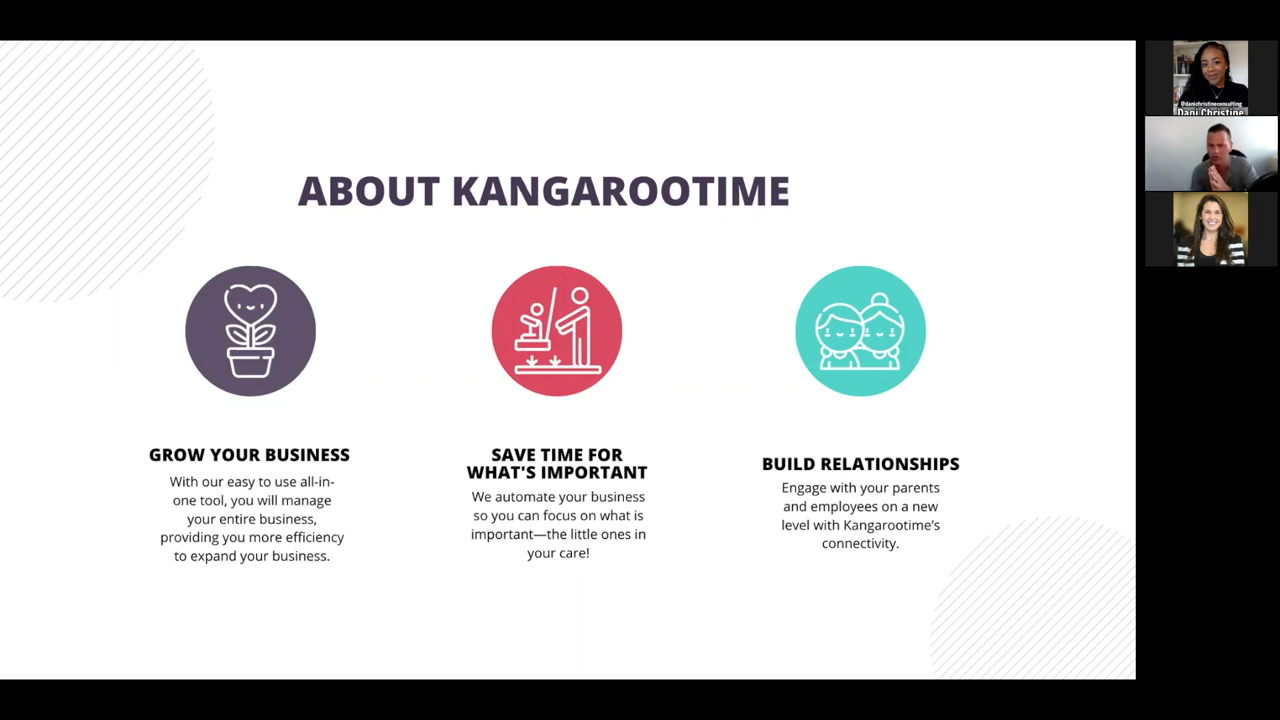 ABOUT KANGAROOTIME
GROW YOUR BUSINESS
With our easy to use all-in-
one tool, you will manage
your entire business,
providing you more efficiency
to expand your business.
SAVE TIME FOR
WHAT'S IMPORTANT
We automate your business
so you can focus on what is
important—the little ones in
your care!
BUILD RELATIONSHIPS
Engage with your parents
and employees on a new
level with Kangarootime's
connectivity.
@danichristineconsulting
Dani Christine